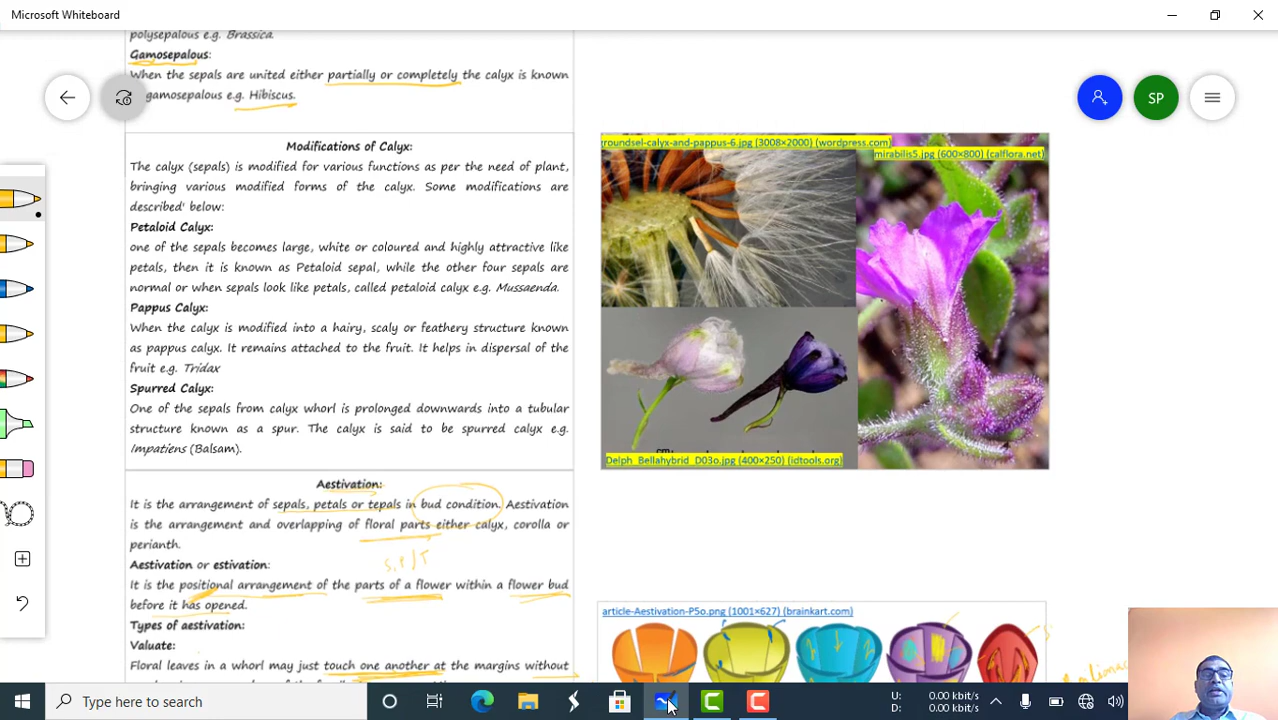 Microsoft Whiteboard
polysepalous e.g. Brassica.
Gamosepalous:
When the sepals are united either partially or completely the calyx is known
gamosepalous e.g. Hibiscus.
SP
Modifications of Calyx:
The calyx (sepals) is modified for various functions as per the need of plant,
bringing various modified forms of the calyx. Some modifications are
described' below:
Petaloid Calyx:
one of the sepals becomes large, white or coloured and highly attractive like
petals, then it is known as Petaloid sepal, while the other four sepals are
normal or when sepals look like petals, called petaloid calyx e.g. Mussaenda.
Pappus Calyx:
When the calyx is modified into a hairy, scaly or feathery structure known
as pappus calyx. It remains attached to the fruit. It helps in dispersal of the
fruit e.g. Tridax
Spurred Calyx:
One of the sepals from calyx whorl is prolonged downwards into a tubular
structure known as a spur. The calyx is said to be spurred calyx e.g.
Impatiens (Balsam).
groundsel-calyx-and-pappus-6.jpg (3008×2000) (wordpress.com)
mirabilis5.jpg (600×800) (calflora.net)
cm
Delph_Bellahybrid_D03o.jpg (400×250) (idtools.org)
Aestivation:
It is the arrangement of sepals, petals or tepals in bud condition. Aestivation
is the arrangement and overlapping of floral parts either calyx, corolla or
perianth.
S.P/T
Aestivation or estivation:
It is the positional arrangement of the parts of a flower within a flower bud
before it has opened.
Types of aestivation:
Valuate:
Floral leaves in a whorl may just touch one another at the margins without
article-Aestivation-P5o.png (1001×627) (brainkart.com)
Type here to search
U: 0.00 kbit/s
D: 0.00 kbit/s